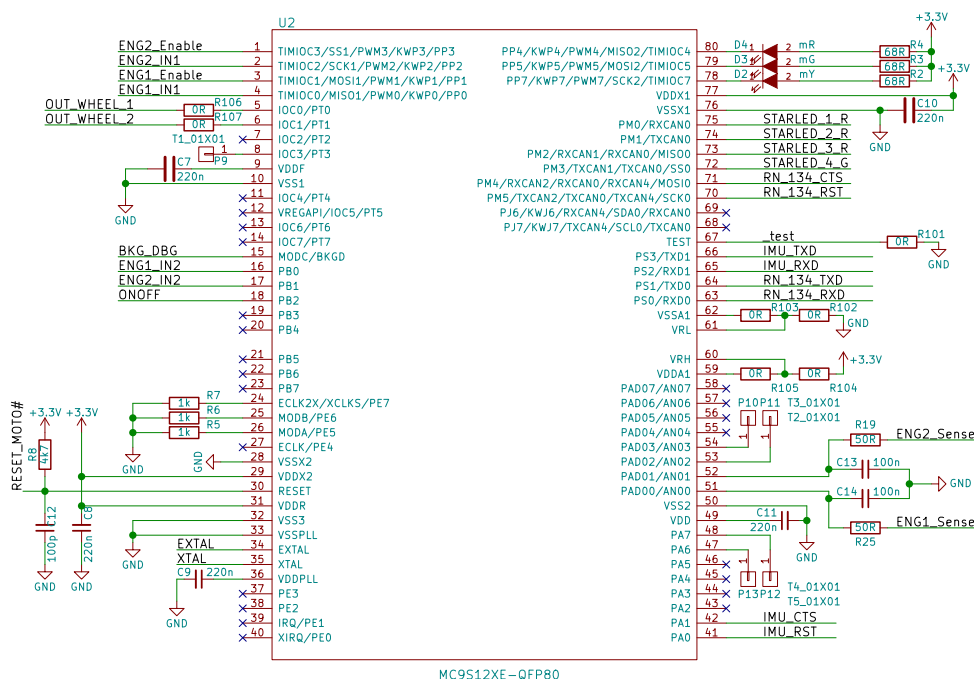 U2
ENG2_Enable 1 TIMIOC3/SS1/PWM3/KWP3/PP3
ENG2_IN1 2 TIMIOC2/SCK1/PWM2/KWP2/PP2
ENG1_Enable 3 TIMIOC1/MOSI1/PWM1/KWP1/PP1
ENG1_IN1 4 TIMIOC0/MISO1/PWM0/KWP0/PP0
OUT_WHEEL_1 0R R106 5 IOC0/PT0
OUT_WHEEL_2 0R R107 6 IOC1/PT1
7 IOC2/PT2
T1_01X01 P9 1 8 IOC3/PT3
C7 220n 9 VDDF
10 VSS1
GND
11 IOC4/PT4
12 VREGAPI/IOC5/PT5
13 IOC6/PT6
14 IOC7/PT7
BKG_DBG 15 MODC/BKGD
ENG1_IN2 16 PB0
ENG2_IN2 17 PB1
ONOFF 18 PB2
19 PB3
20 PB4
21 PB5
22 PB6
23 PB7
R7 1k 24 ECLK2X/XCLKS/PE7
R6 1k 25 MODB/PE6
R5 1k 26 MODA/PE5
GND
27 ECLK/PE4
GND 28 VSSX2
+3.3V +3.3V
29 VDDX2
RESET_MOTO# R8 4k7 30 RESET
31 VDDR
C12 100p GND
C8 220n GND
32 VSS3
33 VSSPLL
GND
EXTAL 34 EXTAL
XTAL 35 XTAL
C9 220n 36 VDDPLL
GND
37 PE3
38 PE2
39 IRQ/PE1
40 XIRQ/PE0
PP4/KWP4/PWM4/MISO2/TIMIOC4 80 D4 1 2 mR 68R R4 +3.3V
PP5/KWP5/PWM5/MOSI2/TIMIOC5 79 D3 1 2 mG 68R R3
PP7/KWP7/PWM7/SCK2/TIMIOC7 78 D2 1 2 mY 68R R2
VDDX1 77 +3.3V
VSSX1 76 C10 220n
GND
PM0/RXCAN0 75 STARLED_1_R
PM1/TXCAN0 74 STARLED_2_R
PM2/RXCAN1/RXCAN0/MISO0 73 STARLED_3_R
PM3/TXCAN1/TXCAN0/SS0 72 STARLED_4_G
PM4/RXCAN2/RXCAN0/RXCAN4/MOSI0 71 RN_134_CTS
PM5/TXCAN2/TXCAN0/TXCAN4/SCK0 70 RN_134_RST
PJ6/KWJ6/RXCAN4/SDA0/RXCAN0 69
PJ7/KWJ7/TXCAN4/SCL0/TXCAN0 68
TEST 67 _test 0R R101 GND
PS3/TXD1 66 IMU_TXD
PS2/RXD1 65 IMU_RXD
PS1/TXD0 64 RN_134_TXD
PS0/RXD0 63 RN_134_RXD
VSSA1 62 R103 0R R102 0R
VRL 61 GND
VRH 60 +3.3V
VDDA1 59 0R R105 0R R104
PAD07/AN07 58
PAD06/AN06 57 P10 P11 T3_01X01
PAD05/AN05 56 T2_01X01
PAD04/AN04 55
PAD03/AN03 54 1
PAD02/AN02 53 1
R19 50R ENG2_Sense
PAD01/AN01 52 C13 100n
PAD00/AN00 51 C14 100n GND
VSS2 50
VDD 49 C11 220n GND
R25 50R ENG1_Sense
PA7 48
PA6 47
PA5 46 1 1
PA4 45 T4_01X01
PA3 44 P13 P12 T5_01X01
PA2 43
PA1 42 IMU_CTS
PA0 41 IMU_RST
MC9S12XE-QFP80